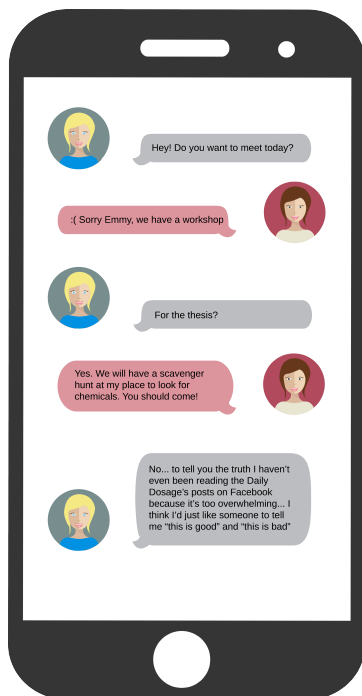 Hey! Do you want to meet today?
:( Sorry Emmy, we have a workshop
For the thesis?
Yes. We will have a scavenger
hunt at my place to look for
chemicals. You should come!
No... to tell you the truth I haven't
even been reading the Daily
Dosage's posts on Facebook
because it's too overwhelming... I
think I'd just like someone to tell
me “this is good” and “this is bad”